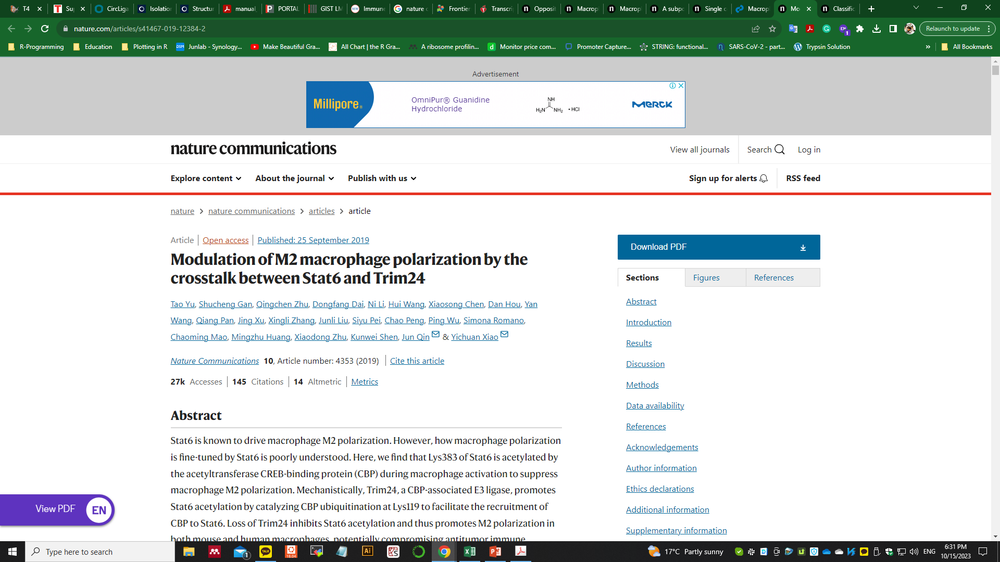 T4
Su
CircLiga
Isolation
Structur
manual
PORTAL
GIST LM
Immune
nature c
Frontier
Transcri
Opposit
Macrop
Macrop
A subpo
Single c
Macrop
Mo
Classific
nature.com/articles/s41467-019-12384-2
Relaunch to update
R-Programming
Education
Plotting in R
DSM
Junlab - Synology...
Make Beautiful Gra...
All Chart | the R Gra...
A ribosome profilin...
Monitor price com...
Promoter Capture...
STRING: functional...
SARS-CoV-2 - part...
Trypsin Solution
»
All Bookmarks
Advertisement
Millipore®
OmniPur® Guanidine
Hydrochloride
NH
H₂N NH₂ • HCl
MERCK
nature communications
View all journals
Search
Log in
Explore content
About the journal
Publish with us
Sign up for alerts
RSS feed
nature > nature communications > articles > article
Article | Open access | Published: 25 September 2019
Modulation of M2 macrophage polarization by the
crosstalk between Stat6 and Trim24
Tao Yu, Shucheng Gan, Qingchen Zhu, Dongfang Dai, Ni Li, Hui Wang, Xiaosong Chen, Dan Hou, Yan
Wang, Qiang Pan, Jing Xu, Xingli Zhang, Junli Liu, Siyu Pei, Chao Peng, Ping Wu, Simona Romano,
Chaoming Mao, Mingzhu Huang, Xiaodong Zhu, Kunwei Shen, Jun Qin & Yichuan Xiao
Nature Communications 10, Article number: 4353 (2019) | Cite this article
27k Accesses | 145 Citations | 14 Altmetric | Metrics
Abstract
Stat6 is known to drive macrophage M2 polarization. However, how macrophage polarization
is fine-tuned by Stat6 is poorly understood. Here, we find that Lys383 of Stat6 is acetylated by
the acetyltransferase CREB-binding protein (CBP) during macrophage activation to suppress
macrophage M2 polarization. Mechanistically, Trim24, a CBP-associated E3 ligase, promotes
Stat6 acetylation by catalyzing CBP ubiquitination at Lys119 to facilitate the recruitment of
CBP to Stat6. Loss of Trim24 inhibits Stat6 acetylation and thus promotes M2 polarization in
both mouse and human macrophages, potentially compromising antitumor immune
Download PDF
Sections
Figures
References
Abstract
Introduction
Results
Discussion
Methods
Data availability
References
Acknowledgements
Author information
Ethics declarations
Additional information
Supplementary information
View PDF
EN
Type here to search
1
TALK
18.04
Ai
17°C Partly sunny
ENG
6:31 PM
10/15/2023